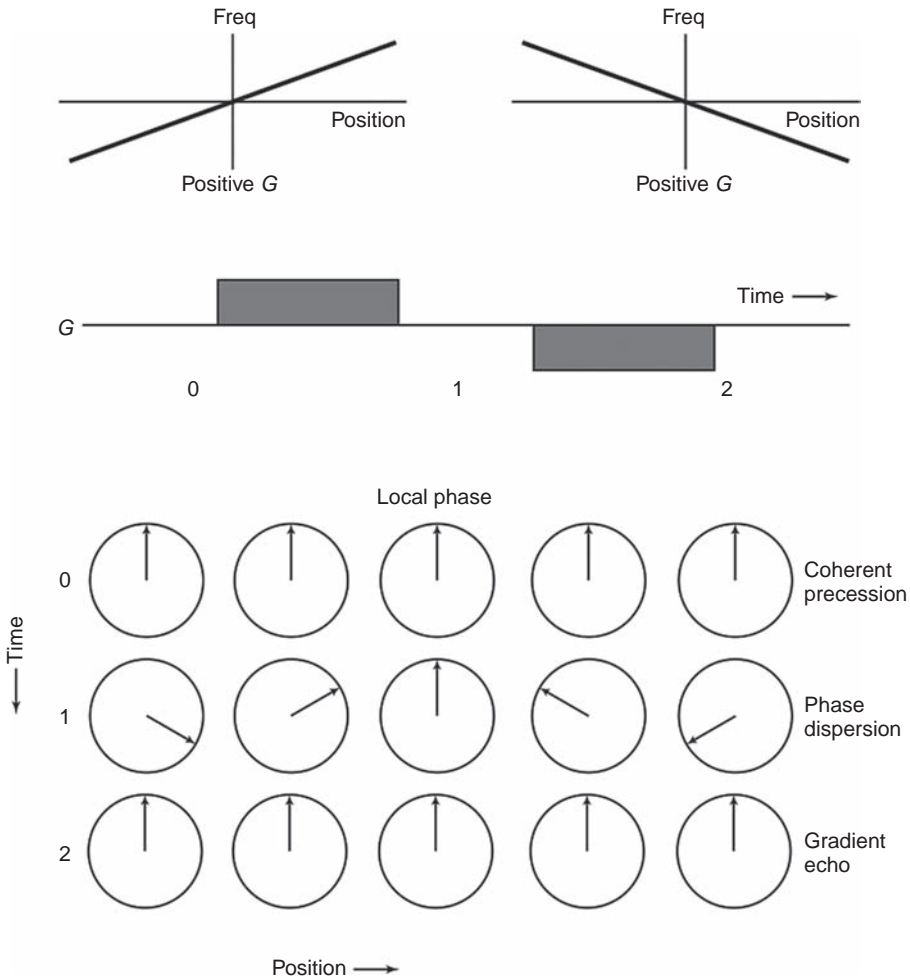 Freq
Freq
Position
Position
Positive G
Positive G
Time
G
0
1
2
Local phase
0
Coherent
precession
Time
1
Phase
dispersion
2
Gradient
echo
Position